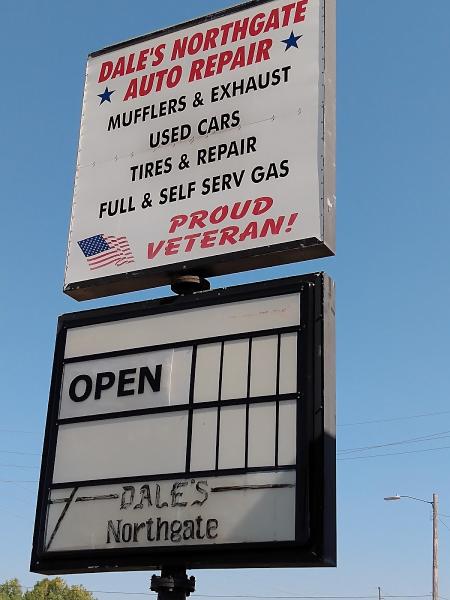 DALE'S NORTHGATE
AUTO REPAIR
MUFFLERS & EXHAUST
USED CARS
TIRES & REPAIR
FULL & SELF SERV GAS
PROUD
VETERAN!
OPEN
DALE'S
Northgate